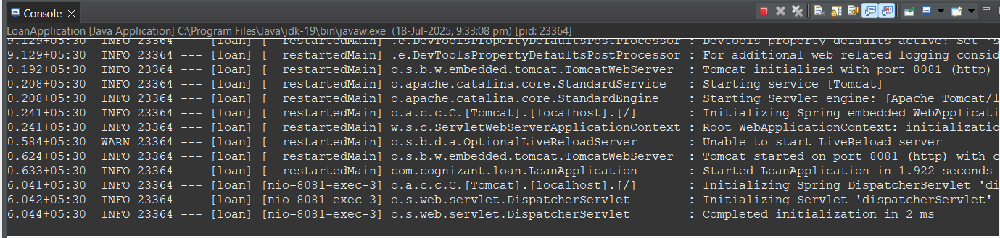 Console
LoanApplication [Java Application] C:\Program Files\Java\jdk-19\bin\javaw.exe (18-Jul-2025, 9:33:08 pm) [pid: 23364]
9.129+05:30  INFO 23364 --- [loan] [  restartedMain] .e.DevToolsPropertyDefaultsPostProcessor : Devtools property defaults active! Set 's
9.129+05:30  INFO 23364 --- [loan] [  restartedMain] .e.DevToolsPropertyDefaultsPostProcessor : For additional web related logging consid
0.192+05:30  INFO 23364 --- [loan] [  restartedMain] o.s.b.w.embedded.tomcat.TomcatWebServer  : Tomcat initialized with port 8081 (http)
0.208+05:30  INFO 23364 --- [loan] [  restartedMain] o.apache.catalina.core.StandardService   : Starting service [Tomcat]
0.208+05:30  INFO 23364 --- [loan] [  restartedMain] o.apache.catalina.core.StandardEngine    : Starting Servlet engine: [Apache Tomcat/1
0.241+05:30  INFO 23364 --- [loan] [  restartedMain] o.a.c.c.C.[Tomcat].[localhost].[/]       : Initializing Spring embedded WebApplicati
0.241+05:30  INFO 23364 --- [loan] [  restartedMain] w.s.c.ServletWebServerApplicationContext : Root WebApplicationContext: initializatio
0.584+05:30  WARN 23364 --- [loan] [  restartedMain] o.s.b.d.a.OptionalLiveReloadServer       : Unable to start LiveReload server
0.624+05:30  INFO 23364 --- [loan] [  restartedMain] o.s.b.w.embedded.tomcat.TomcatWebServer  : Tomcat started on port 8081 (http) with c
0.633+05:30  INFO 23364 --- [loan] [  restartedMain] com.cognizant.loan.LoanApplication       : Started LoanApplication in 1.922 seconds
6.041+05:30  INFO 23364 --- [loan] [nio-8081-exec-3] o.a.c.c.C.[Tomcat].[localhost].[/]       : Initializing Spring DispatcherServlet 'di
6.042+05:30  INFO 23364 --- [loan] [nio-8081-exec-3] o.s.web.servlet.DispatcherServlet        : Initializing Servlet 'dispatcherServlet'
6.044+05:30  INFO 23364 --- [loan] [nio-8081-exec-3] o.s.web.servlet.DispatcherServlet        : Completed initialization in 2 ms